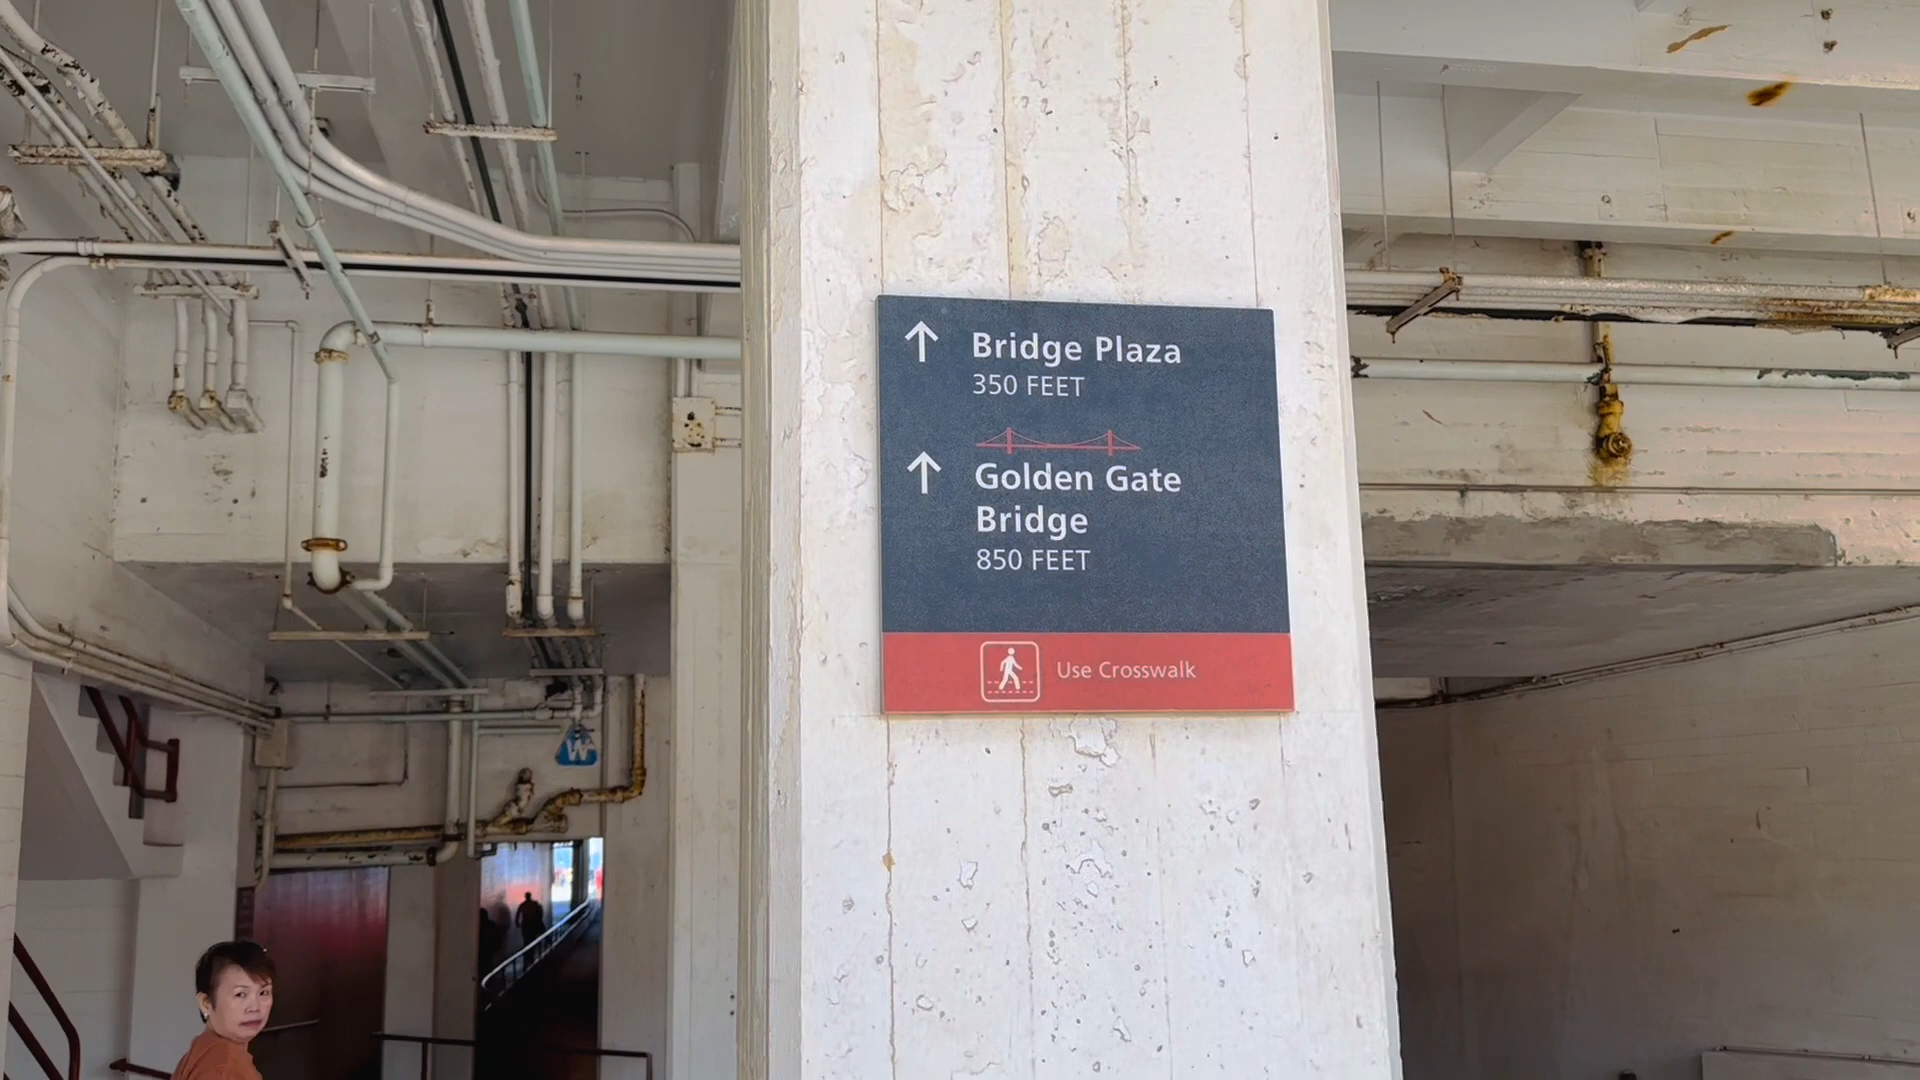 Bridge Plaza
350 FEET
Golden Gate
Bridge
850 FEET
Use Crosswalk
W